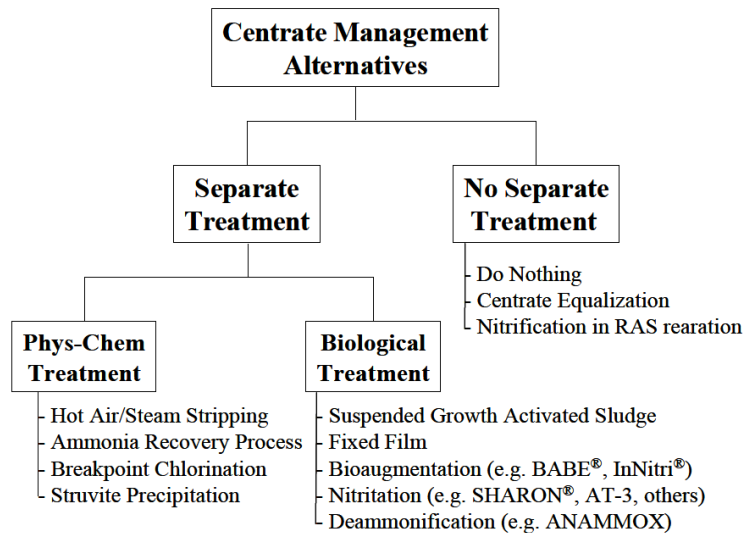 Centrate Management
Alternatives
Separate
Treatment
No Separate
Treatment
- Do Nothing
- Centrate Equalization
- Nitrification in RAS rearation
Phys-Chem
Treatment
Biological
Treatment
- Hot Air/Steam Stripping
- Ammonia Recovery Process
- Breakpoint Chlorination
- Struvite Precipitation
- Suspended Growth Activated Sludge
- Fixed Film
- Bioaugmentation (e.g. BABE®, InNitri®)
- Nitritation (e.g. SHARON®, AT-3, others)
- Deammonification (e.g. ANAMMOX)